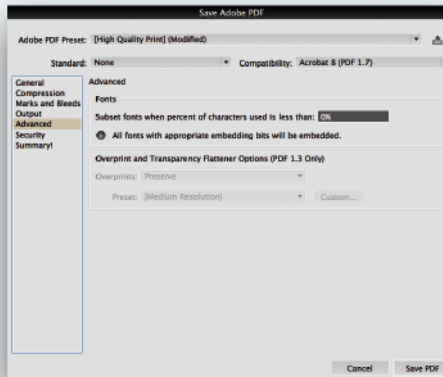 Save Adobe PDF
Adobe PDF Preset: [High Quality Print] (Modified)
Standard: None Compatibility: Acrobat 8 (PDF 1.7)
General
Compression
Marks and Bleeds
Output
Advanced
Security
Summary!
Advanced
Fonts
Subset fonts when percent of characters used is less than: 0%
All fonts with appropriate embedding bits will be embedded.
Overprint and Transparency Flattener Options (PDF 1.3 Only)
Overprints: Preserve
Preset: [Medium Resolution] Custom...
Cancel Save PDF